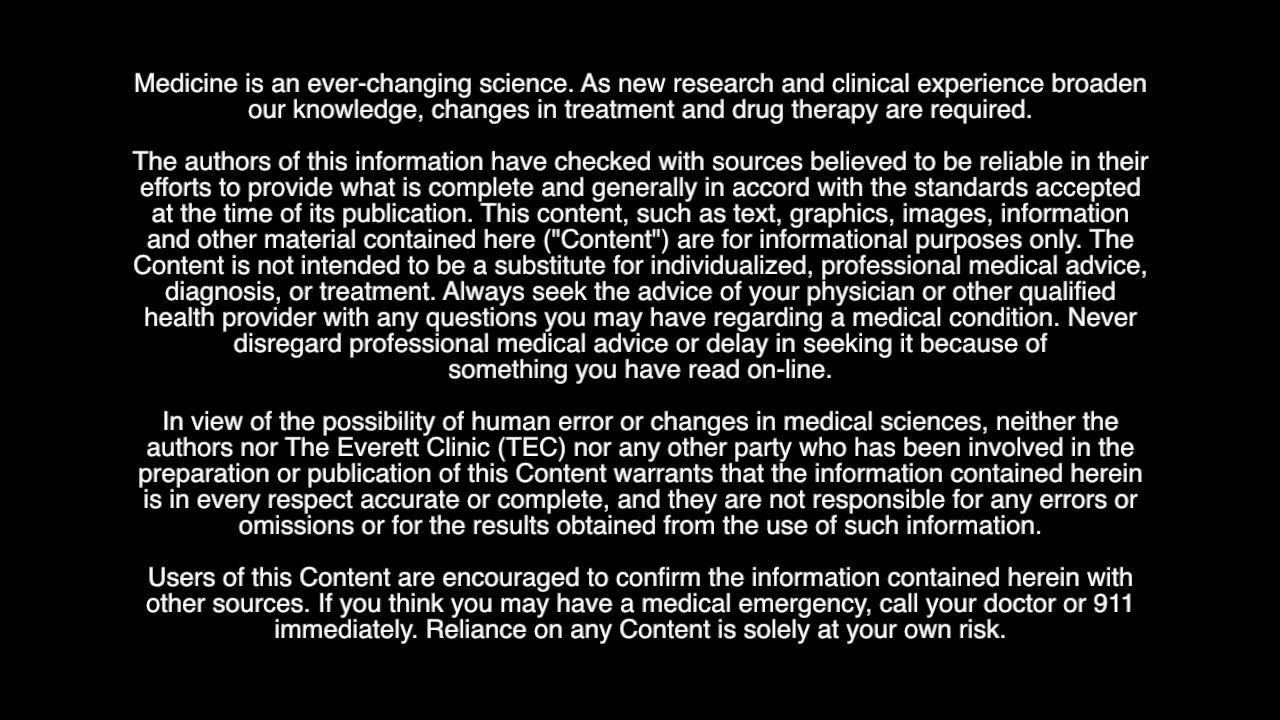 Medicine is an ever-changing science. As new research and clinical experience broaden
our knowledge, changes in treatment and drug therapy are required.
The authors of this information have checked with sources believed to be reliable in their
efforts to provide what is complete and generally in accord with the standards accepted
at the time of its publication. This content, such as text, graphics, images, information
and other material contained here ("Content") are for informational purposes only. The
Content is not intended to be a substitute for individualized, professional medical advice,
diagnosis, or treatment. Always seek the advice of your physician or other qualified
health provider with any questions you may have regarding a medical condition. Never
disregard professional medical advice or delay in seeking it because of
something you have read on-line.
In view of the possibility of human error or changes in medical sciences, neither the
authors nor The Everett Clinic (TEC) nor any other party who has been involved in the
preparation or publication of this Content warrants that the information contained herein
is in every respect accurate or complete, and they are not responsible for any errors or
omissions or for the results obtained from the use of such information.
Users of this Content are encouraged to confirm the information contained herein with
other sources. If you think you may have a medical emergency, call your doctor or 911
immediately. Reliance on any Content is solely at your own risk.